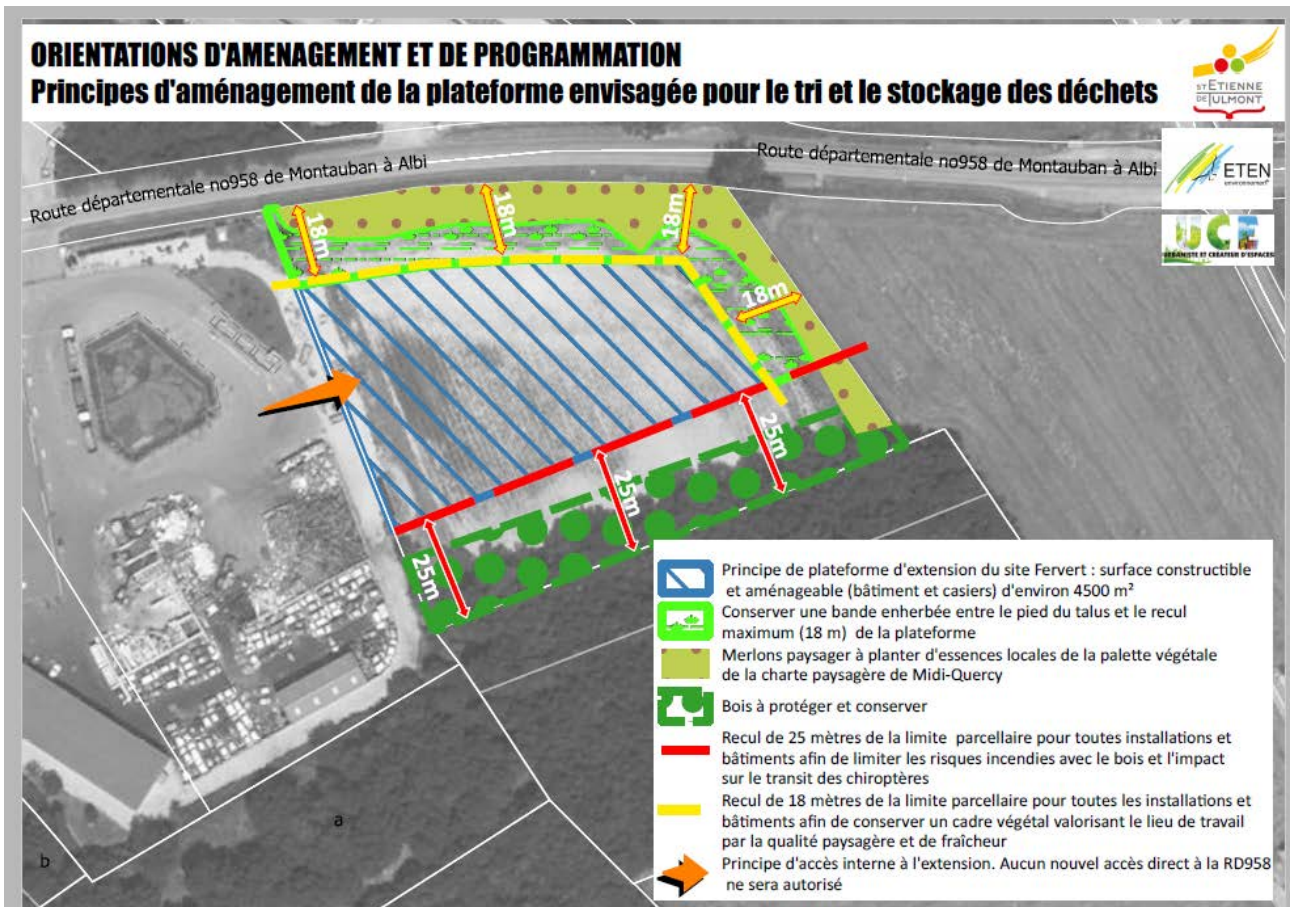 ORIENTATIONS D'AMENAGEMENT ET DE PROGRAMMATION
Principes d'aménagement de la plateforme envisagée pour le tri et le stockage des déchets
ST ETIENNE
DE TULMONT
Route départementale no958 de Montauban à Albi
Route départementale no958 de Montauban à Albi
ETEN
environnement
UCE
URBANISTE ET CRÉATEUR D'ESPACES
18m
18m
18m
18m
25m
25m
25m
a
b
Principe de plateforme d'extension du site Fervert : surface constructible
et aménageable (bâtiment et casiers) d'environ 4500 m²
Conserver une bande enherbée entre le pied du talus et le recul
maximum (18 m) de la plateforme
Merlons paysager à planter d'essences locales de la palette végétale
de la charte paysagère de Midi-Quercy
Bois à protéger et conserver
Recul de 25 mètres de la limite parcellaire pour toutes installations et
bâtiments afin de limiter les risques incendies avec le bois et l'impact
sur le transit des chiroptères
Recul de 18 mètres de la limite parcellaire pour toutes les installations et
bâtiments afin de conserver un cadre végétal valorisant le lieu de travail
par la qualité paysagère et de fraîcheur
Principe d'accès interne à l'extension. Aucun nouvel accès direct à la RD958
ne sera autorisé